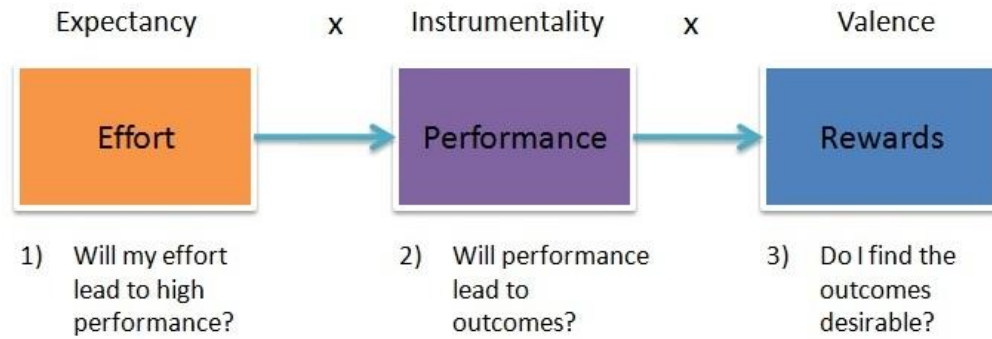 Expectancy x Instrumentality x Valence
Effort Performance Rewards
1) Will my effort
lead to high
performance?
2) Will performance
lead to
outcomes?
3) Do I find the
outcomes
desirable?